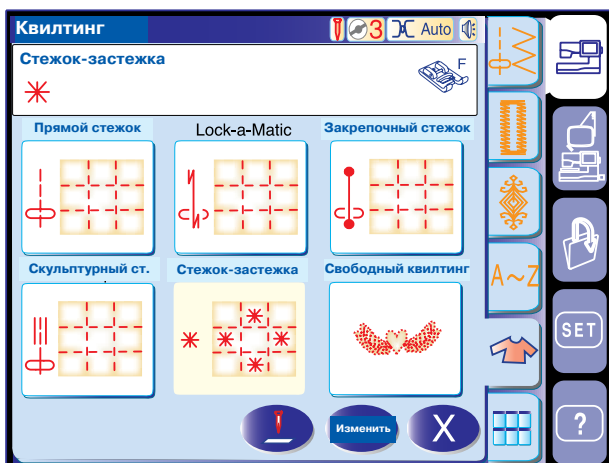 Квилтинг
3 Auto
Стежок-застежка
F
Прямой стежок Lock-a-Matic Закрепочный стежок
Скульптурный ст. Стежок-застежка Свободный квилтинг
A~Z
SET
Изменить X
?